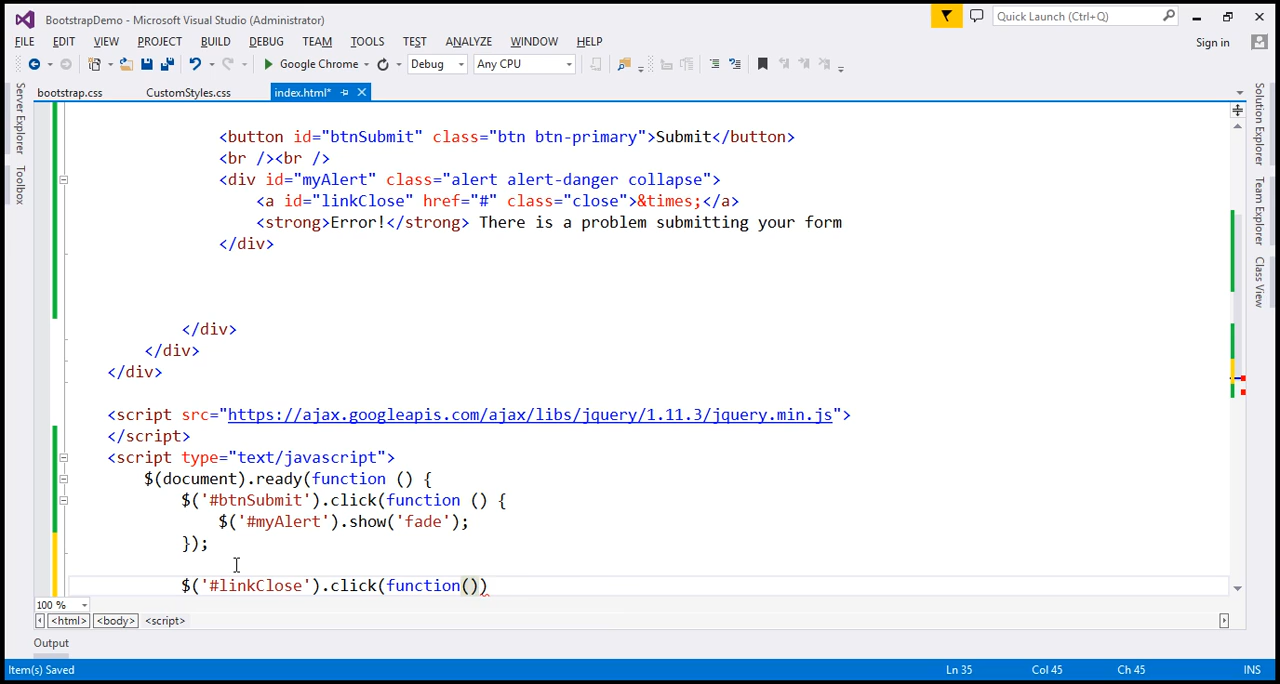 BootstrapDemo - Microsoft Visual Studio (Administrator)
Quick Launch (Ctrl+Q)
FILE EDIT VIEW PROJECT BUILD DEBUG TEAM TOOLS TEST ANALYZE WINDOW HELP
Sign in
Google Chrome Debug Any CPU
Server Explorer
Toolbox
bootstrap.css CustomStyles.css index.html*
Solution Explorer
Team Explorer
Class View
<button id="btnSubmit" class="btn btn-primary">Submit</button>
<br /><br />
<div id="myAlert" class="alert alert-danger collapse">
<a id="linkClose" href="#" class="close">&times;</a>
<strong>Error!</strong> There is a problem submitting your form
</div>
</div>
</div>
</div>
<script src="https://ajax.googleapis.com/ajax/libs/jquery/1.11.3/jquery.min.js">
</script>
<script type="text/javascript">
$(document).ready(function () {
$('#btnSubmit').click(function () {
$('#myAlert').show('fade');
});
$('#linkClose').click(function())
100 %
<html> <body> <script>
Output
Item(s) Saved Ln 35 Col 45 Ch 45 INS